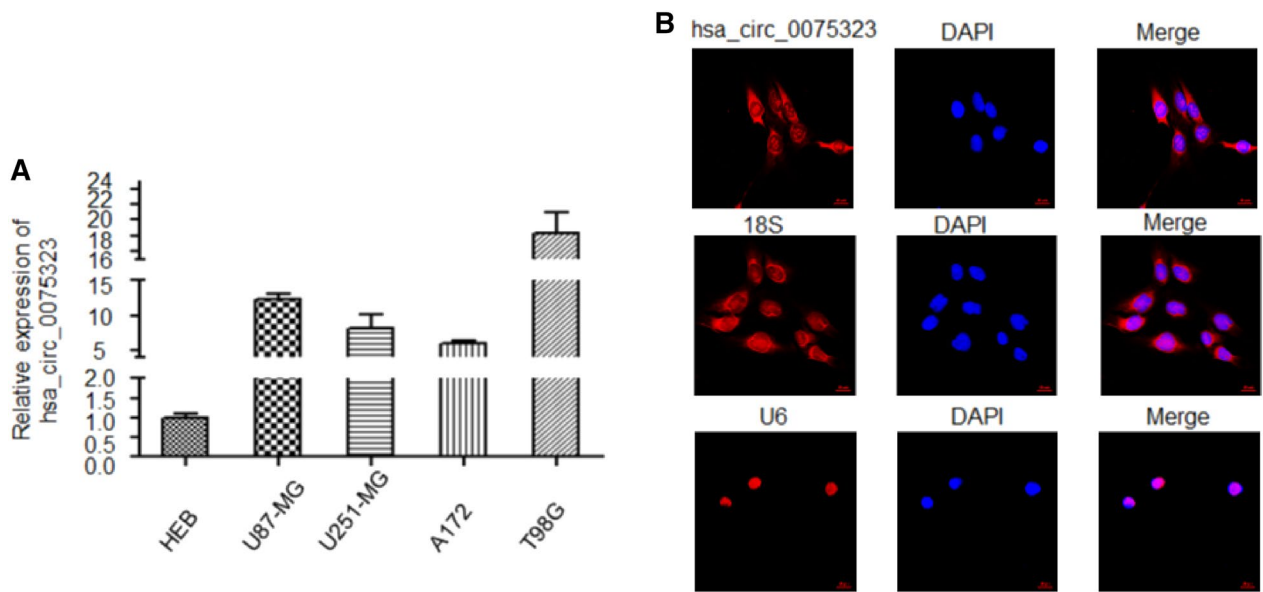 A
Relative expression of
hsa_circ_0075323
24
22
20
18
16
15
10
5
2.0
1.5
1.0
0.5
0.0
HEB
U87-MG
U251-MG
A172
T98G
B
hsa_circ_0075323 DAPI Merge
18S DAPI Merge
U6 DAPI Merge